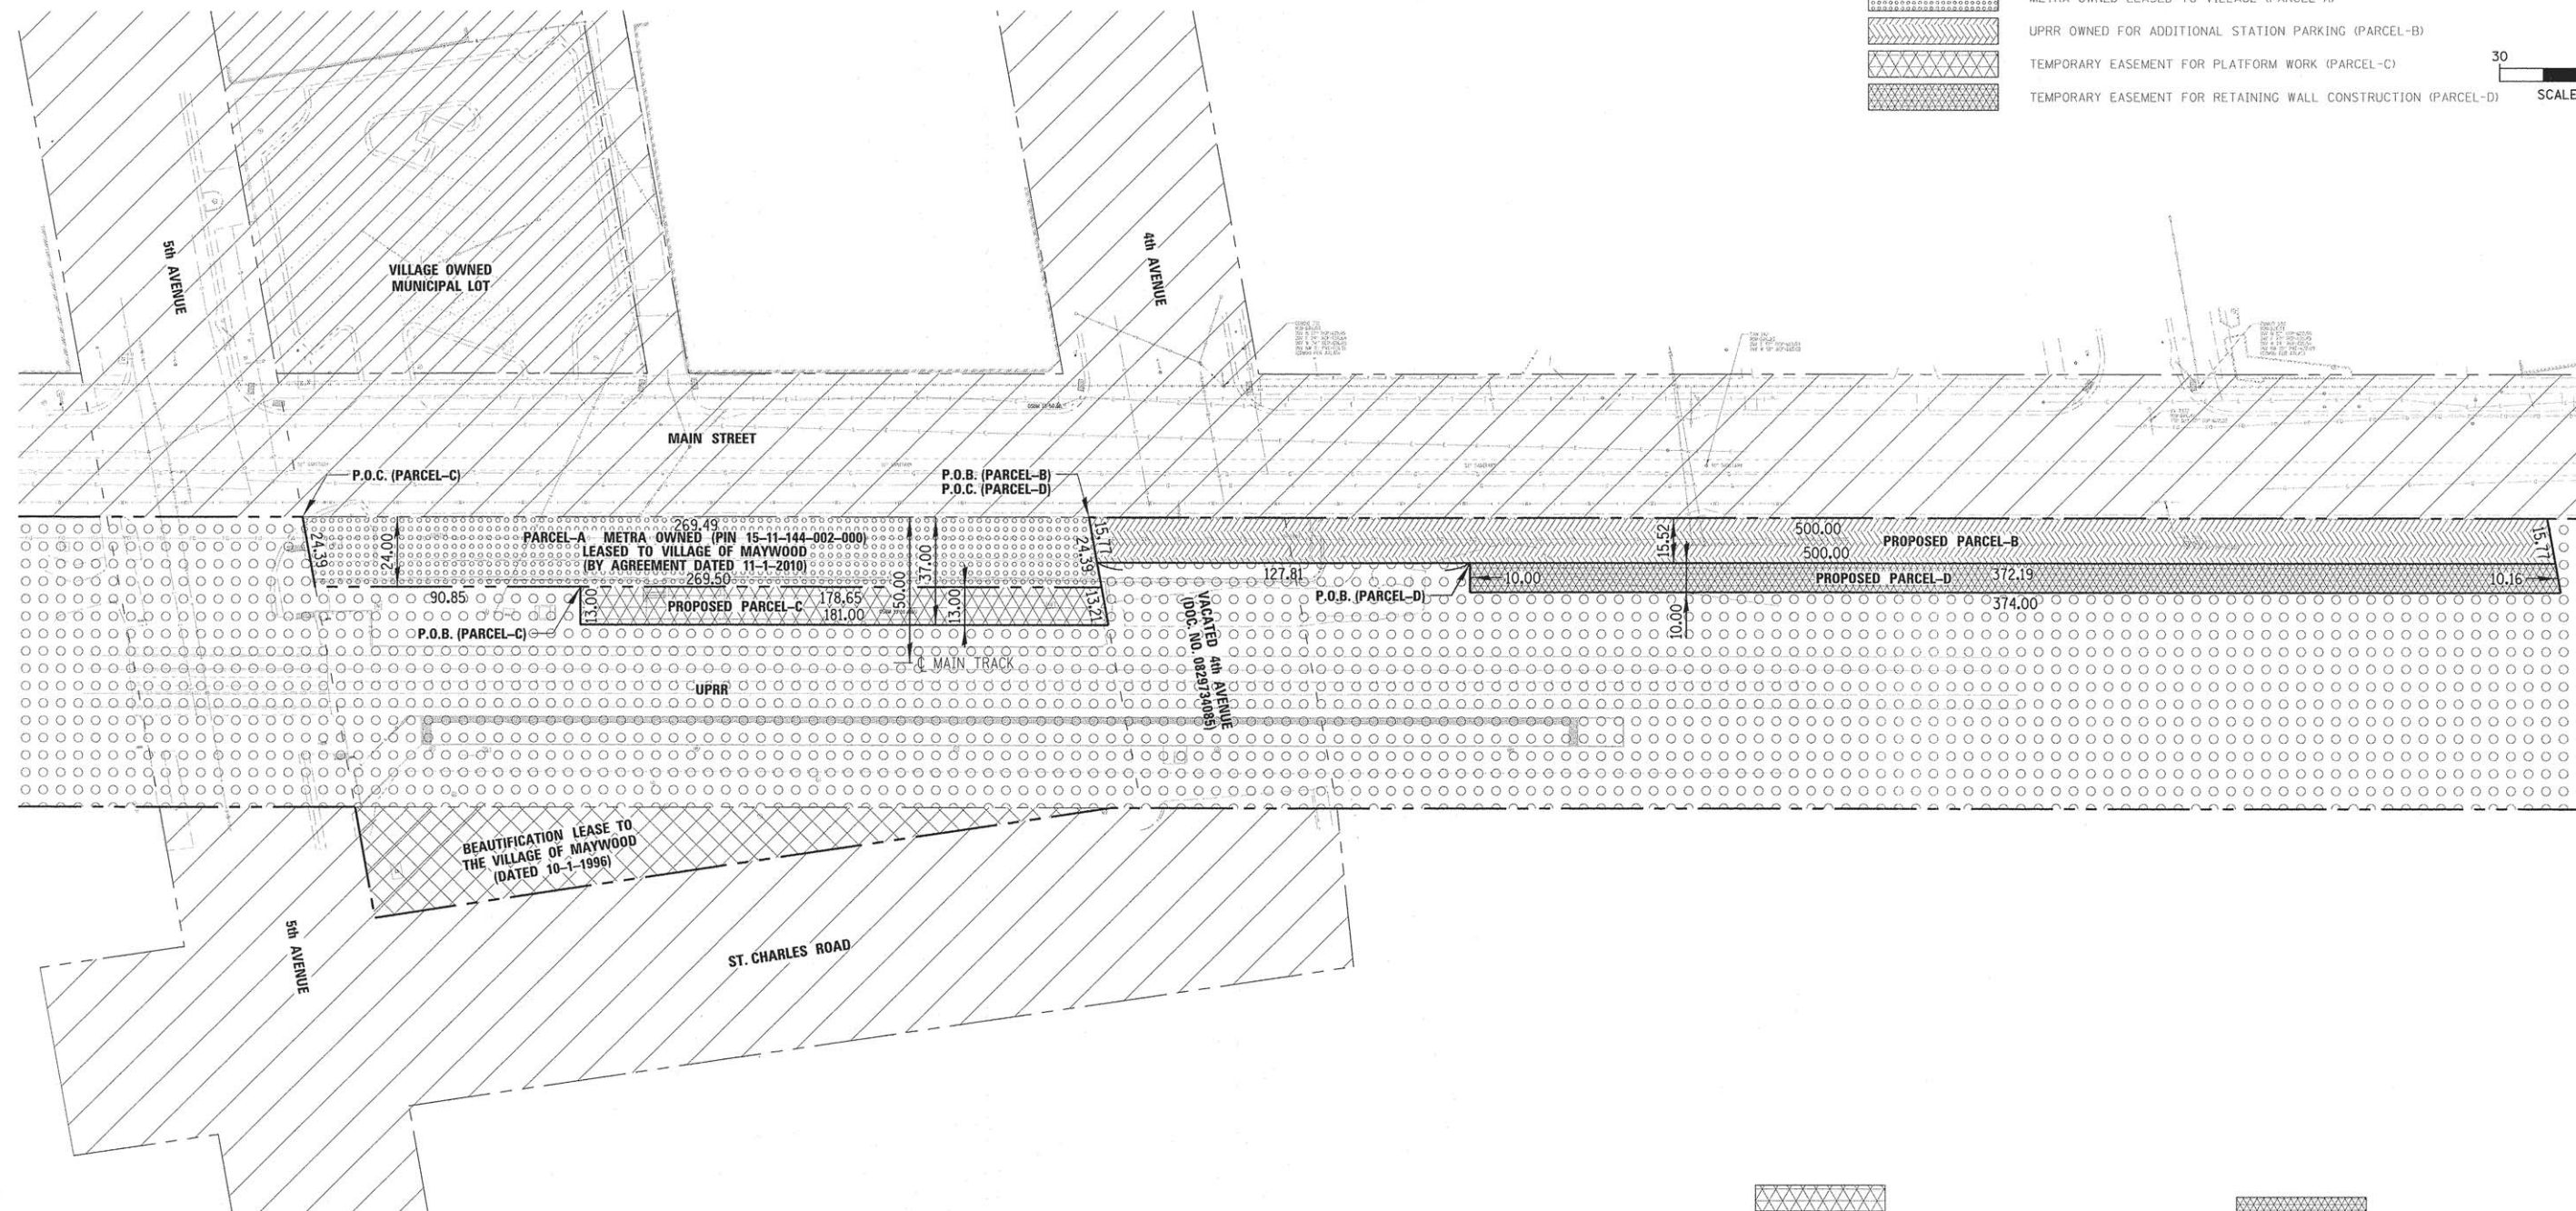 UPRR OWNED FOR ADDITIONAL STATION PARKING (PARCEL-B)
TEMPORARY EASEMENT FOR PLATFORM WORK (PARCEL-C)
TEMPORARY EASEMENT FOR RETAINING WALL CONSTRUCTION (PARCEL-D)
30
SCALE
5th AVENUE
VILLAGE OWNED
MUNICIPAL LOT
4th AVENUE
MAIN STREET
P.O.C. (PARCEL-C)
P.O.B. (PARCEL-B)
P.O.C. (PARCEL-D)
24.39
24.00
269.49
PARCEL-A METRA OWNED (PIN 15-11-144-002-000)
LEASED TO VILLAGE OF MAYWOOD
(BY AGREEMENT DATED 11-1-2010)
269.50
50.00
37.00
13.00
15.77
24.39
13.21
90.85
13.00
178.65
PROPOSED PARCEL-C
181.00
P.O.B. (PARCEL-C)
℄ MAIN TRACK
127.81
P.O.B. (PARCEL-D)
10.00
15.52
10.00
500.00
PROPOSED PARCEL-B
500.00
15.77
PROPOSED PARCEL-D
372.19
10.16
374.00
VACATED 4th AVENUE
(DOC. NO. 0829734085)
UPRR
BEAUTIFICATION LEASE TO
THE VILLAGE OF MAYWOOD
(DATED 10-1-1996)
5th AVENUE
ST. CHARLES ROAD